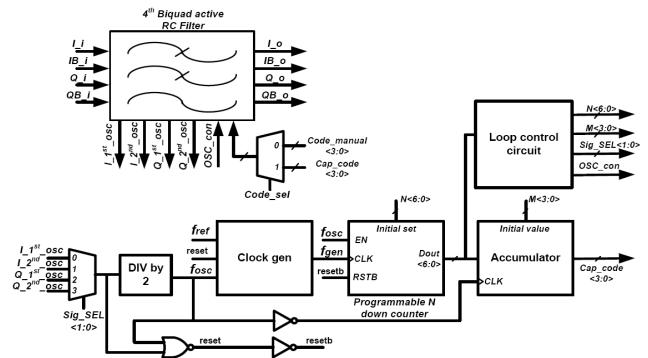 4th Biquad active
RC Filter
I_i
IB_i
Q_i
QB_i
I_o
IB_o
Q_o
QB_o
I_1st_osc
I_2nd_osc
Q_1st_osc
Q_2nd_osc
OSC_con
0
1
Code_manual
<3:0>
Cap_code
<3:0>
Code_sel
Loop control
circuit
N<6:0>
M<3:0>
Sig_SEL<1:0>
OSC_con
I_1st_osc
I_2nd_osc
Q_1st_osc
Q_2nd_osc
0
1
2
3
Sig_SEL
<1:0>
DIV by
2
fref
reset
fosc
Clock gen
fosc
fgen
resetb
N<6:0>
Initial set
EN
CLK
RSTB
Dout
<6:0>
Programmable N
down counter
M<3:0>
Initial value
Accumulator
CLK
Cap_code
<3:0>
reset
resetb